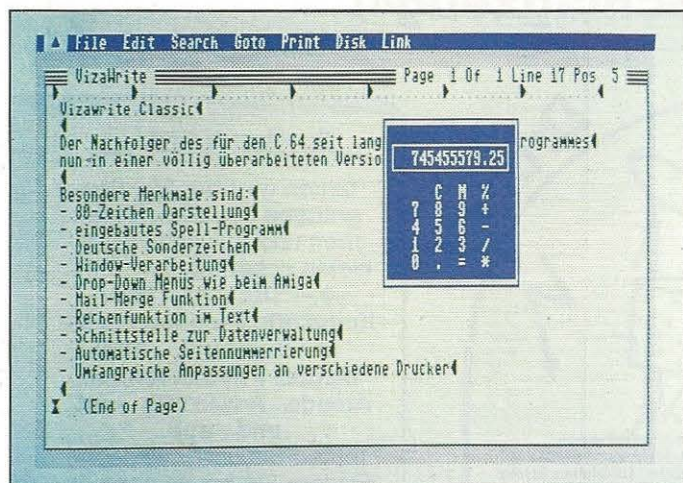 File Edit Search Goto Print Disk Link
VizaWrite Page 1 Of 1 Line 17 Pos 5
Vizawrite Classic
Der Nachfolger des für den C 64 seit lang rogrammes
nun in einer völlig überarbeiteten Versio
745455579.25
C M %
7 8 9 +
4 5 6 -
1 2 3 /
0 . = *
Besondere Merkmale sind:
- 80-Zeichen Darstellung
- eingebautes Spell-Programm
- Deutsche Sonderzeichen
- Window-Verarbeitung
- Drop-Down Menüs wie beim Amiga
- Mail-Merge Funktion
- Rechenfunktion im Text
- Schnittstelle zur Datenverwaltung
- Automatische Seitennummerrierung
- Umfangreiche Anpassungen an verschiedene Drucker
(End of Page)